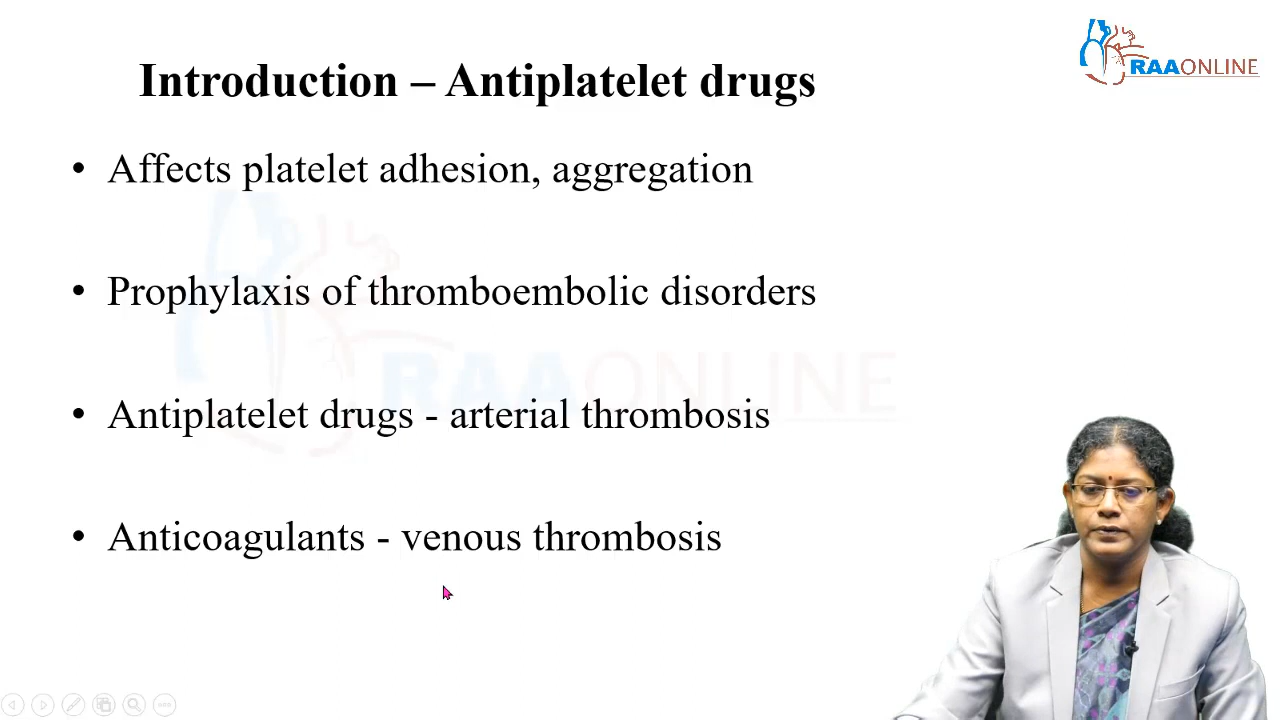 RAAONLINE
Introduction – Antiplatelet drugs
• Affects platelet adhesion, aggregation
• Prophylaxis of thromboembolic disorders
RAAONLINE
• Antiplatelet drugs - arterial thrombosis
• Anticoagulants - venous thrombosis